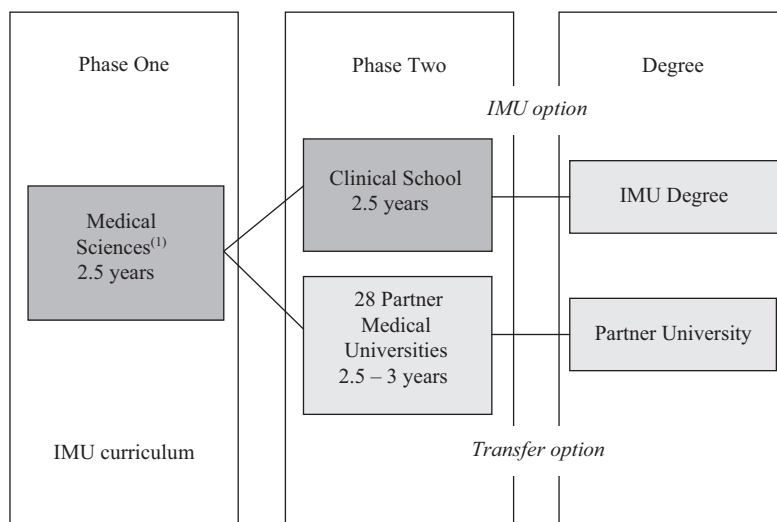 Phase One
Medical
Sciences(1)
2.5 years
IMU curriculum
Phase Two
Clinical School
2.5 years
28 Partner
Medical
Universities
2.5 – 3 years
IMU option
Transfer option
Degree
IMU Degree
Partner University